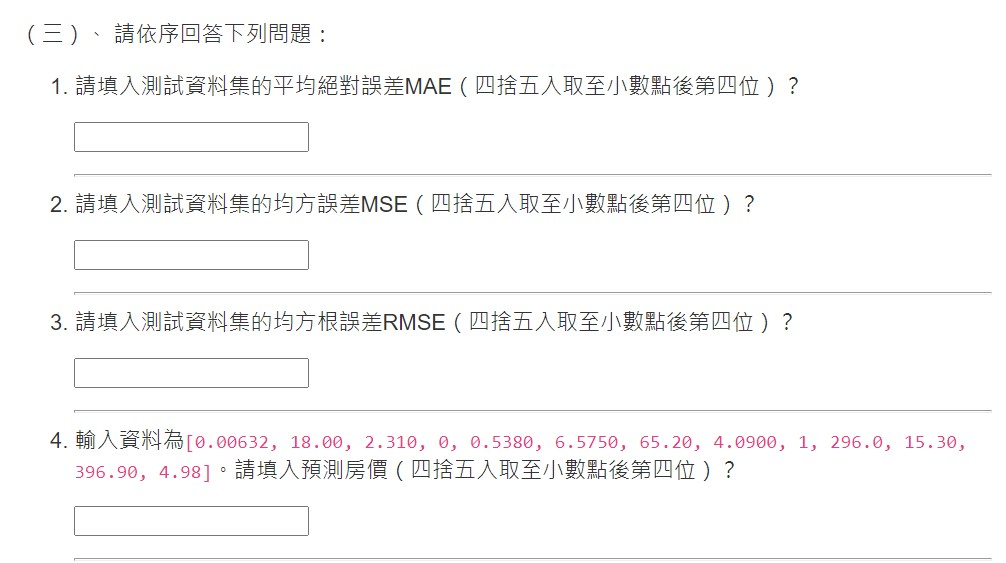 (三)、 請依序回答下列問題：
1. 請填入測試資料集的平均絕對誤差MAE（四捨五入取至小數點後第四位）？
2. 請填入測試資料集的均方誤差MSE（四捨五入取至小數點後第四位）？
3. 請填入測試資料集的均方根誤差RMSE（四捨五入取至小數點後第四位）？
4. 輸入資料為[0.00632, 18.00, 2.310, 0, 0.5380, 6.5750, 65.20, 4.0900, 1, 296.0, 15.30,
396.90, 4.98]。請填入預測房價（四捨五入取至小數點後第四位）？